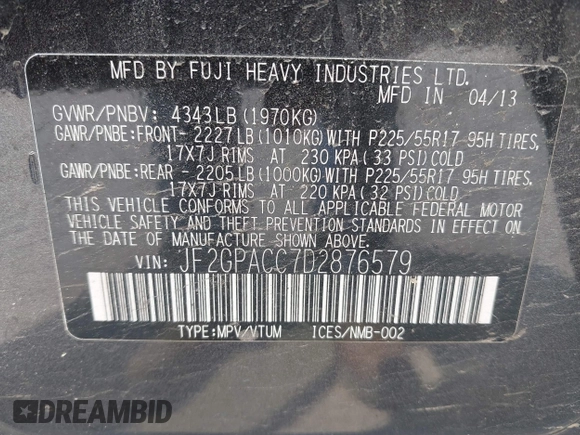 MFD BY FUJI HEAVY INDUSTRIES LTD.
MFD IN 04/13
GVWR/PNBV: 4343LB(1970KG)
GAWR/PNBE:FRONT- 2227LB(1010KG)WITH P225/55R17 95H TIRES,
17X7J RIMS AT 230 KPA(33 PSI)COLD
GAWR/PNBE:REAR - 2205LB(1000KG)WITH P225/55R17 95H TIRES,
17X7J RIMS AT 220 KPA(32 PSI)COLD
THIS VEHICLE CONFORMS TO ALL APPLICABLE FEDERAL MOTOR
VEHICLE SAFETY AND THEFT PREVENTION STANDARDS IN EFFECT ON
THE DATE OF MANUFACTURE SHOWN ABOVE.
VIN: JF2GPACC7D2876579
TYPE:MPV/VTUM ICES/NMB-002
DREAMBID